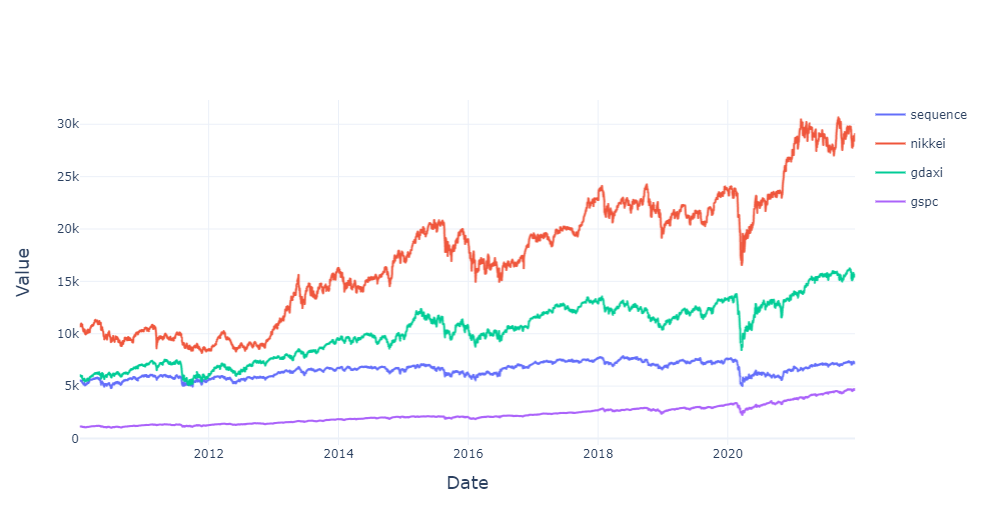 30k
25k
20k
15k
10k
5k
0
Value
2012
2014
2016
2018
2020
Date
sequence
nikkei
gdaxi
gspc